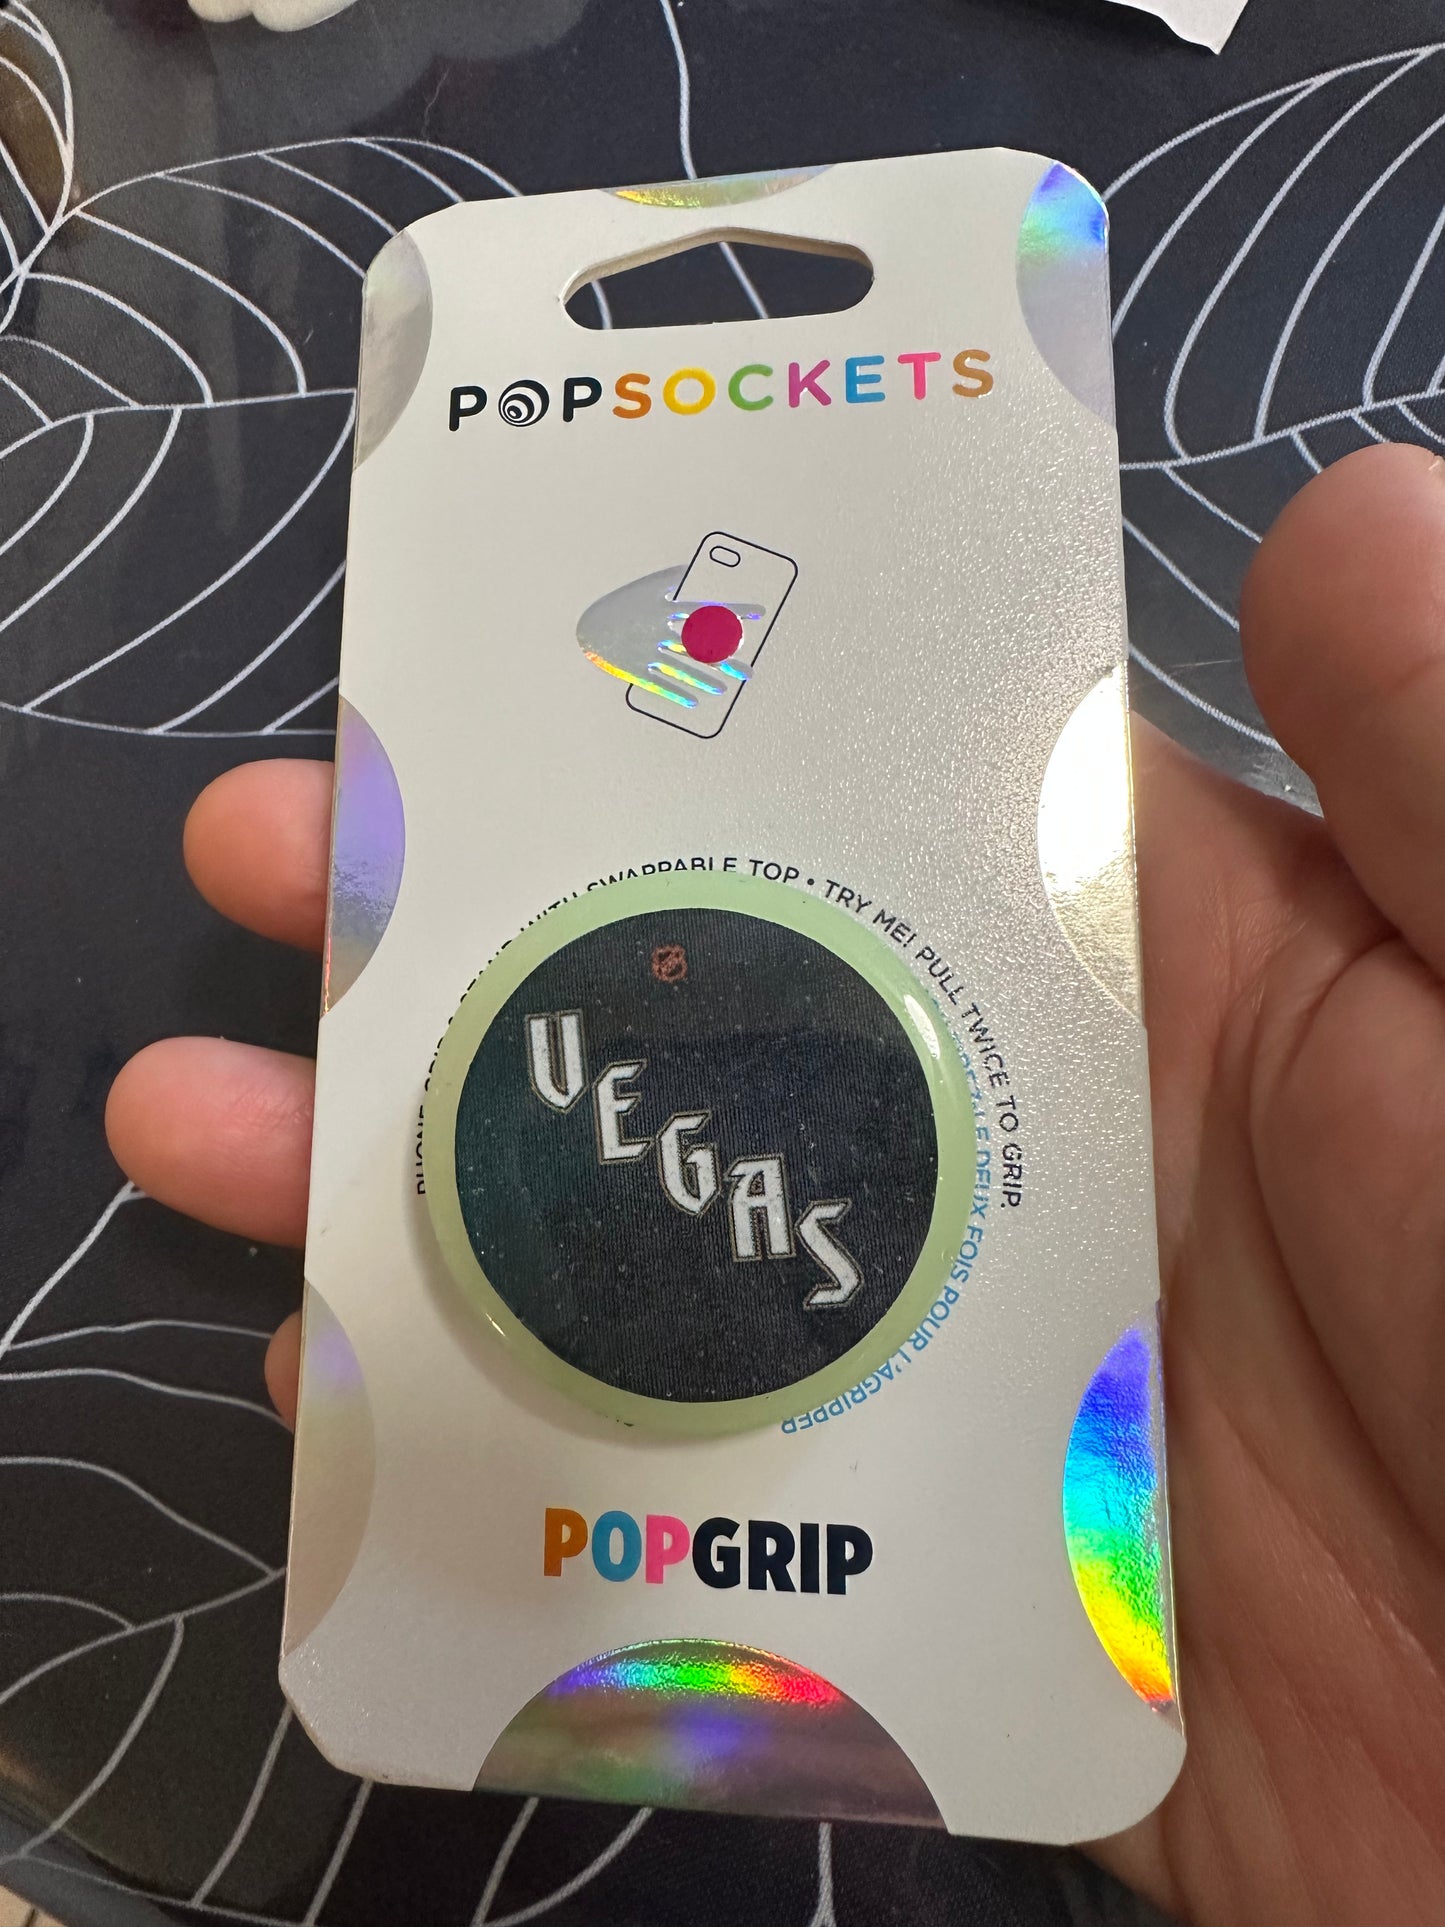 POPSOCKETS
SWAPPABLE TOP • TRY ME! PULL TWICE TO GRIP.
DEUX FOIS POUR L'AGRIPPER
VEGAS
POPGRIP